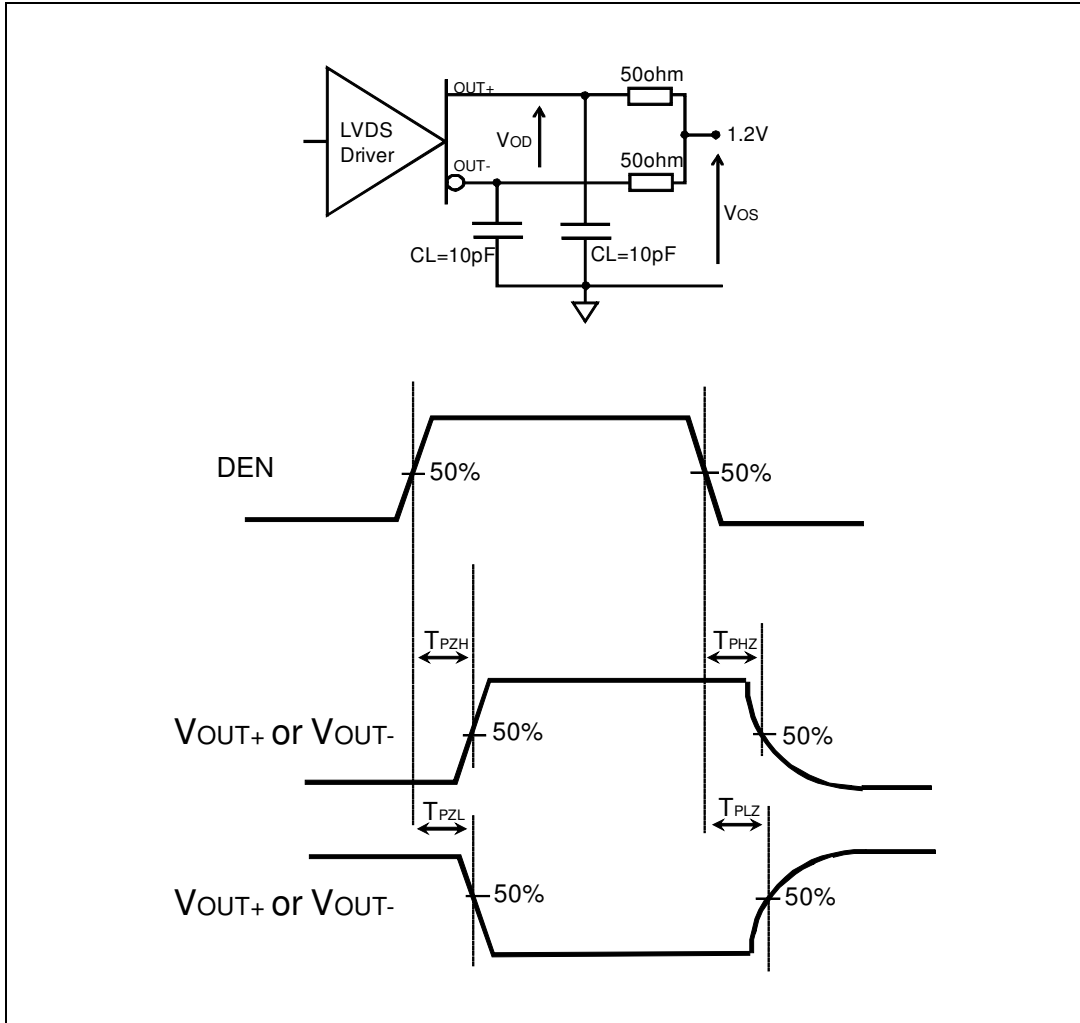 50ohm
OUT+
LVDS
Driver
VOD
1.2V
OUT-
50ohm
VOS
CL=10pF
CL=10pF
DEN
50%
50%
TPZH
TPHZ
VOUT+ or VOUT-
50%
50%
TPZL
TPLZ
VOUT+ or VOUT-
50%
50%